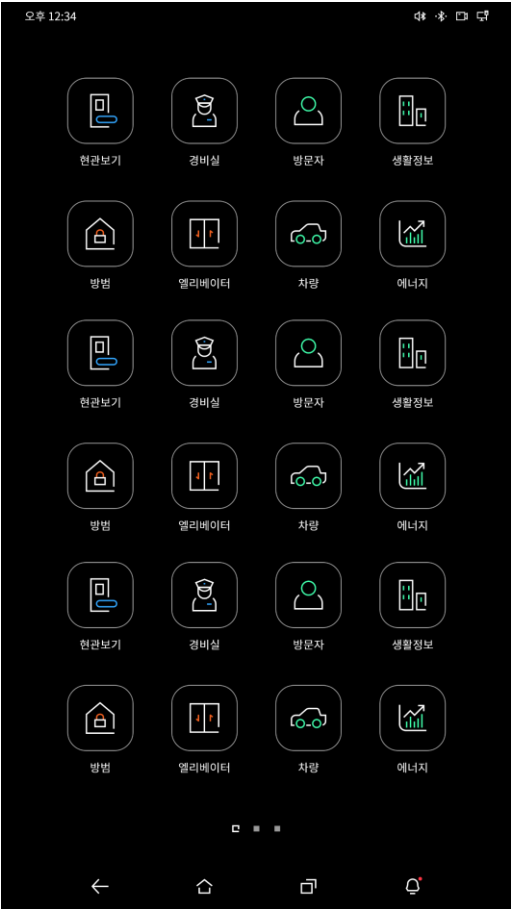 오후 12:34
현관보기 경비실 방문자 생활정보
방범 엘리베이터 차량 에너지
현관보기 경비실 방문자 생활정보
방범 엘리베이터 차량 에너지
현관보기 경비실 방문자 생활정보
방범 엘리베이터 차량 에너지